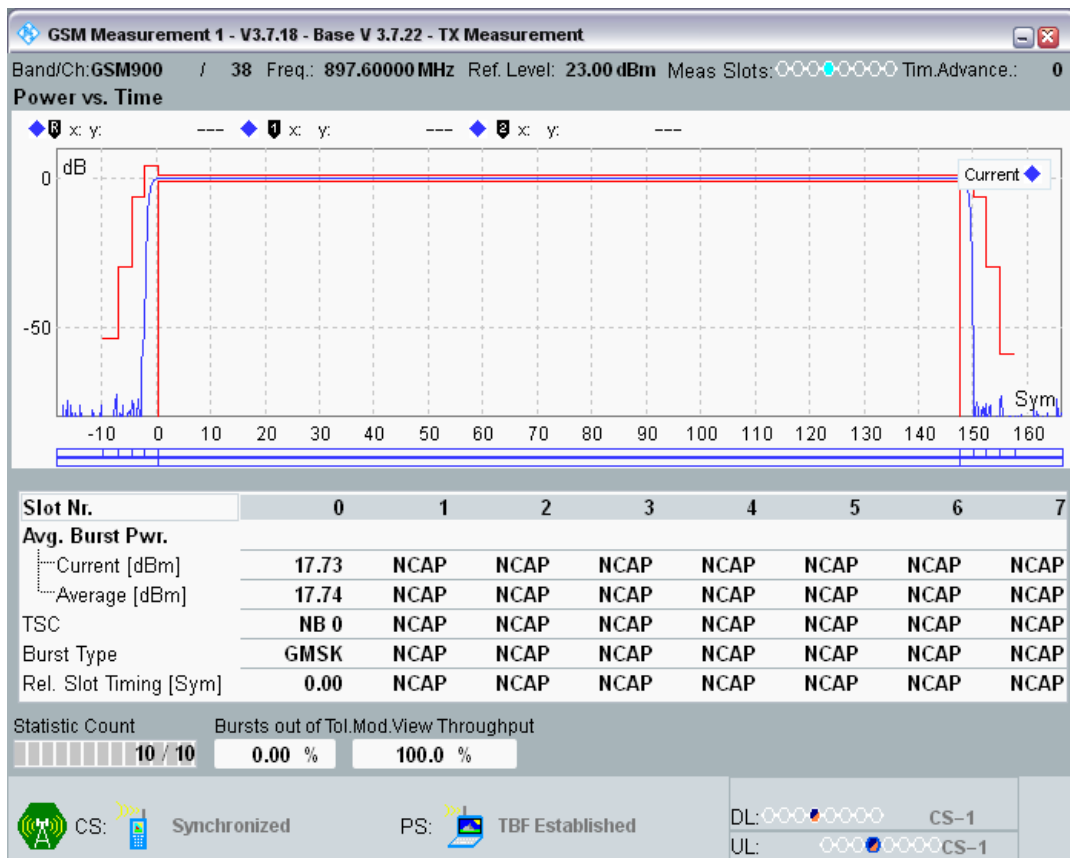 GSM Measurement 1 - V3.7.18 - Base V 3.7.22 - TX Measurement
Band/Ch:GSM900 / 38 Freq.: 897.60000 MHz Ref. Level: 23.00 dBm Meas Slots: Tim.Advance.: 0
Power vs. Time
R x: y: --- 1 x: y: --- 2 x: y: ---
dB
Current
0
-50
Sym
-10 0 10 20 30 40 50 60 70 80 90 100 110 120 130 140 150 160
Slot Nr. 0 1 2 3 4 5 6 7
Avg. Burst Pwr.
Current [dBm] 17.73 NCAP NCAP NCAP NCAP NCAP NCAP NCAP
Average [dBm] 17.74 NCAP NCAP NCAP NCAP NCAP NCAP NCAP
TSC NB 0 NCAP NCAP NCAP NCAP NCAP NCAP NCAP
Burst Type GMSK NCAP NCAP NCAP NCAP NCAP NCAP NCAP
Rel. Slot Timing [Sym] 0.00 NCAP NCAP NCAP NCAP NCAP NCAP NCAP
Statistic Count Bursts out of Tol.Mod.View Throughput
10 / 10 0.00 % 100.0 %
CS: Synchronized PS: TBF Established
DL: CS-1
UL: CS-1